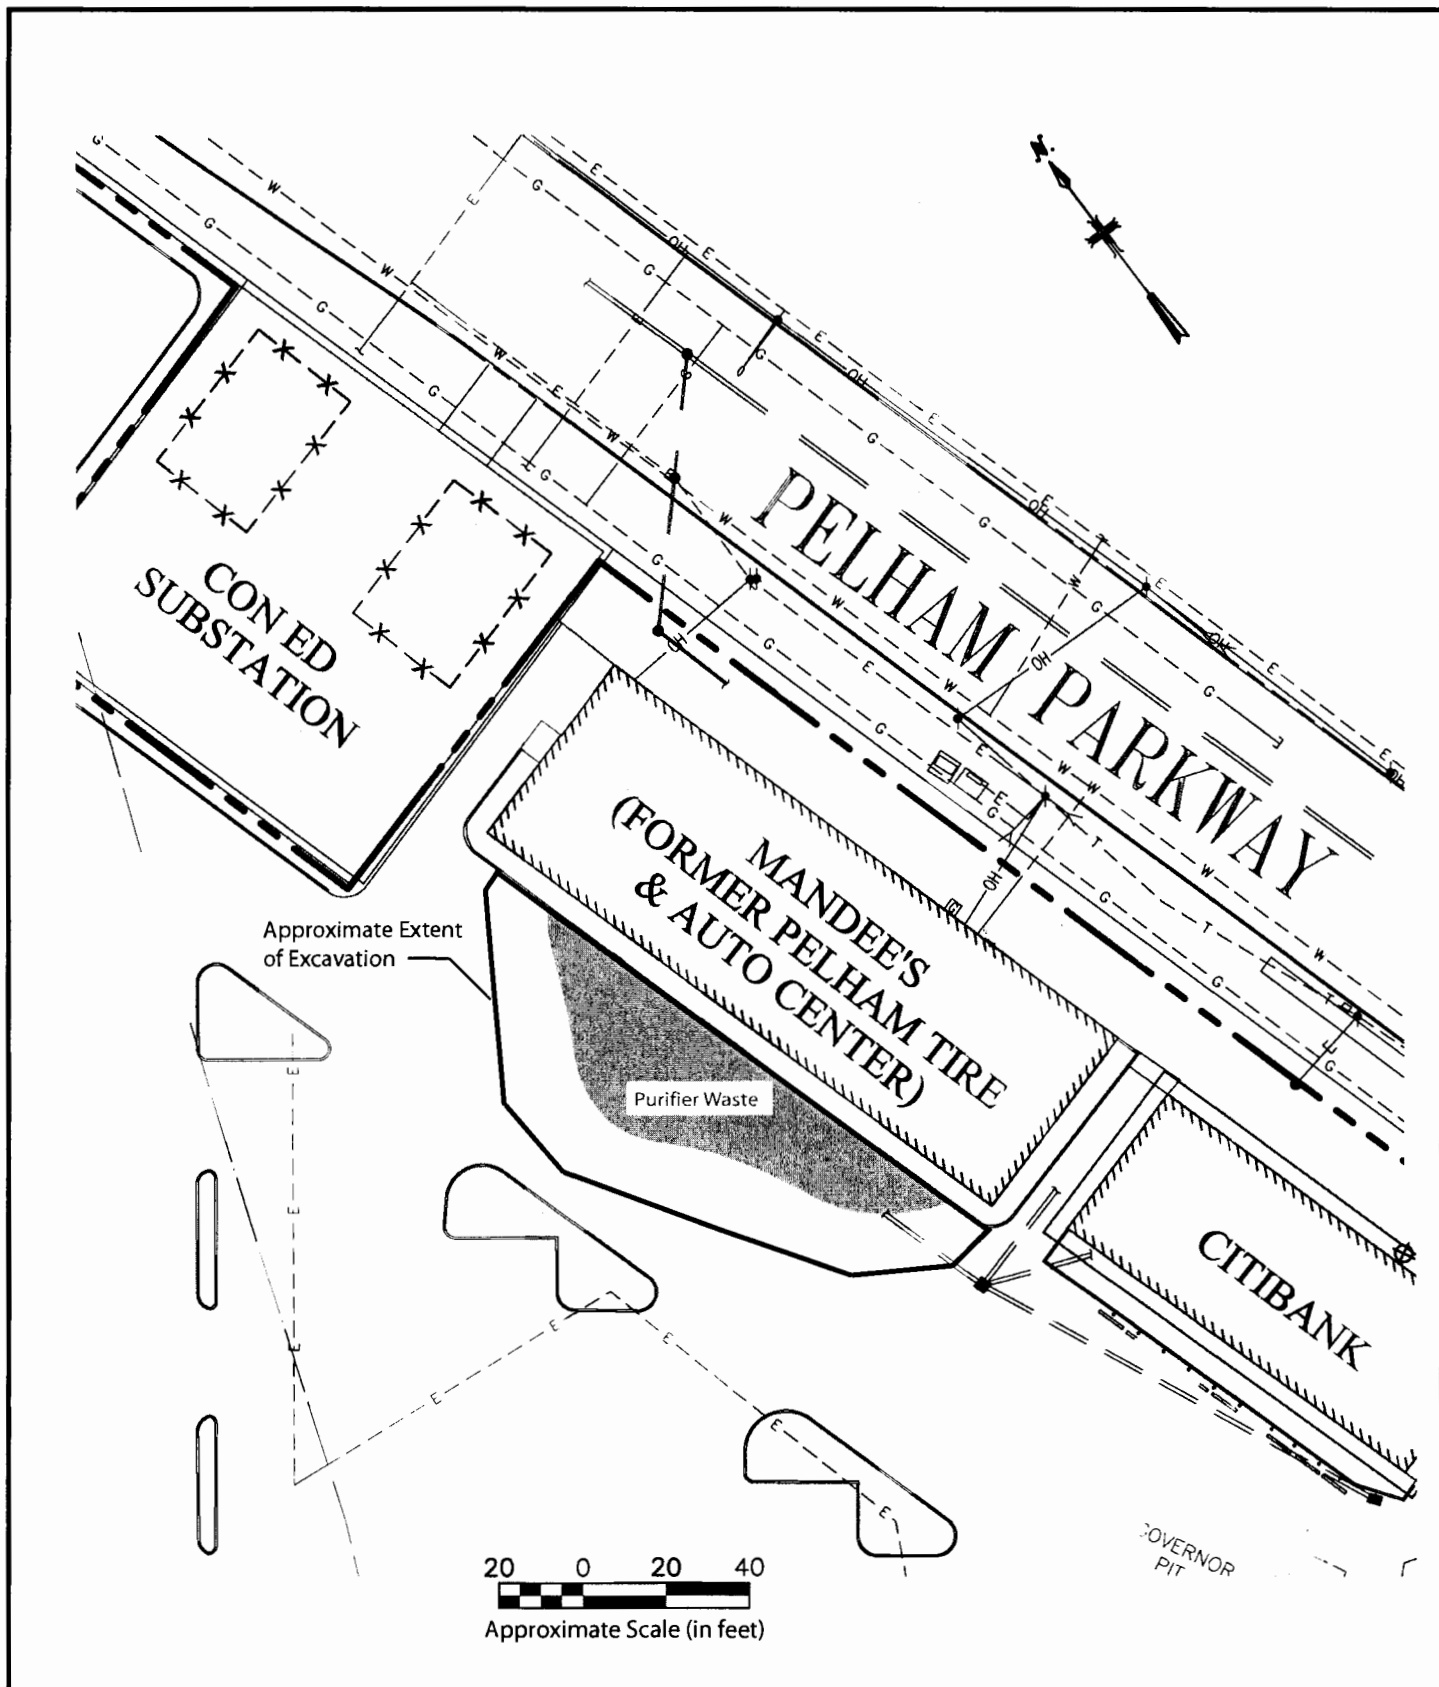 N.
PELHAM PARKWAY
CON ED
SUBSTATION
MANDEE'S
(FORMER PELHAM TIRE
& AUTO CENTER)
Approximate Extent
of Excavation
Purifier Waste
CITIBANK
GOVERNOR
PIT
20 0 20 40
Approximate Scale (in feet)